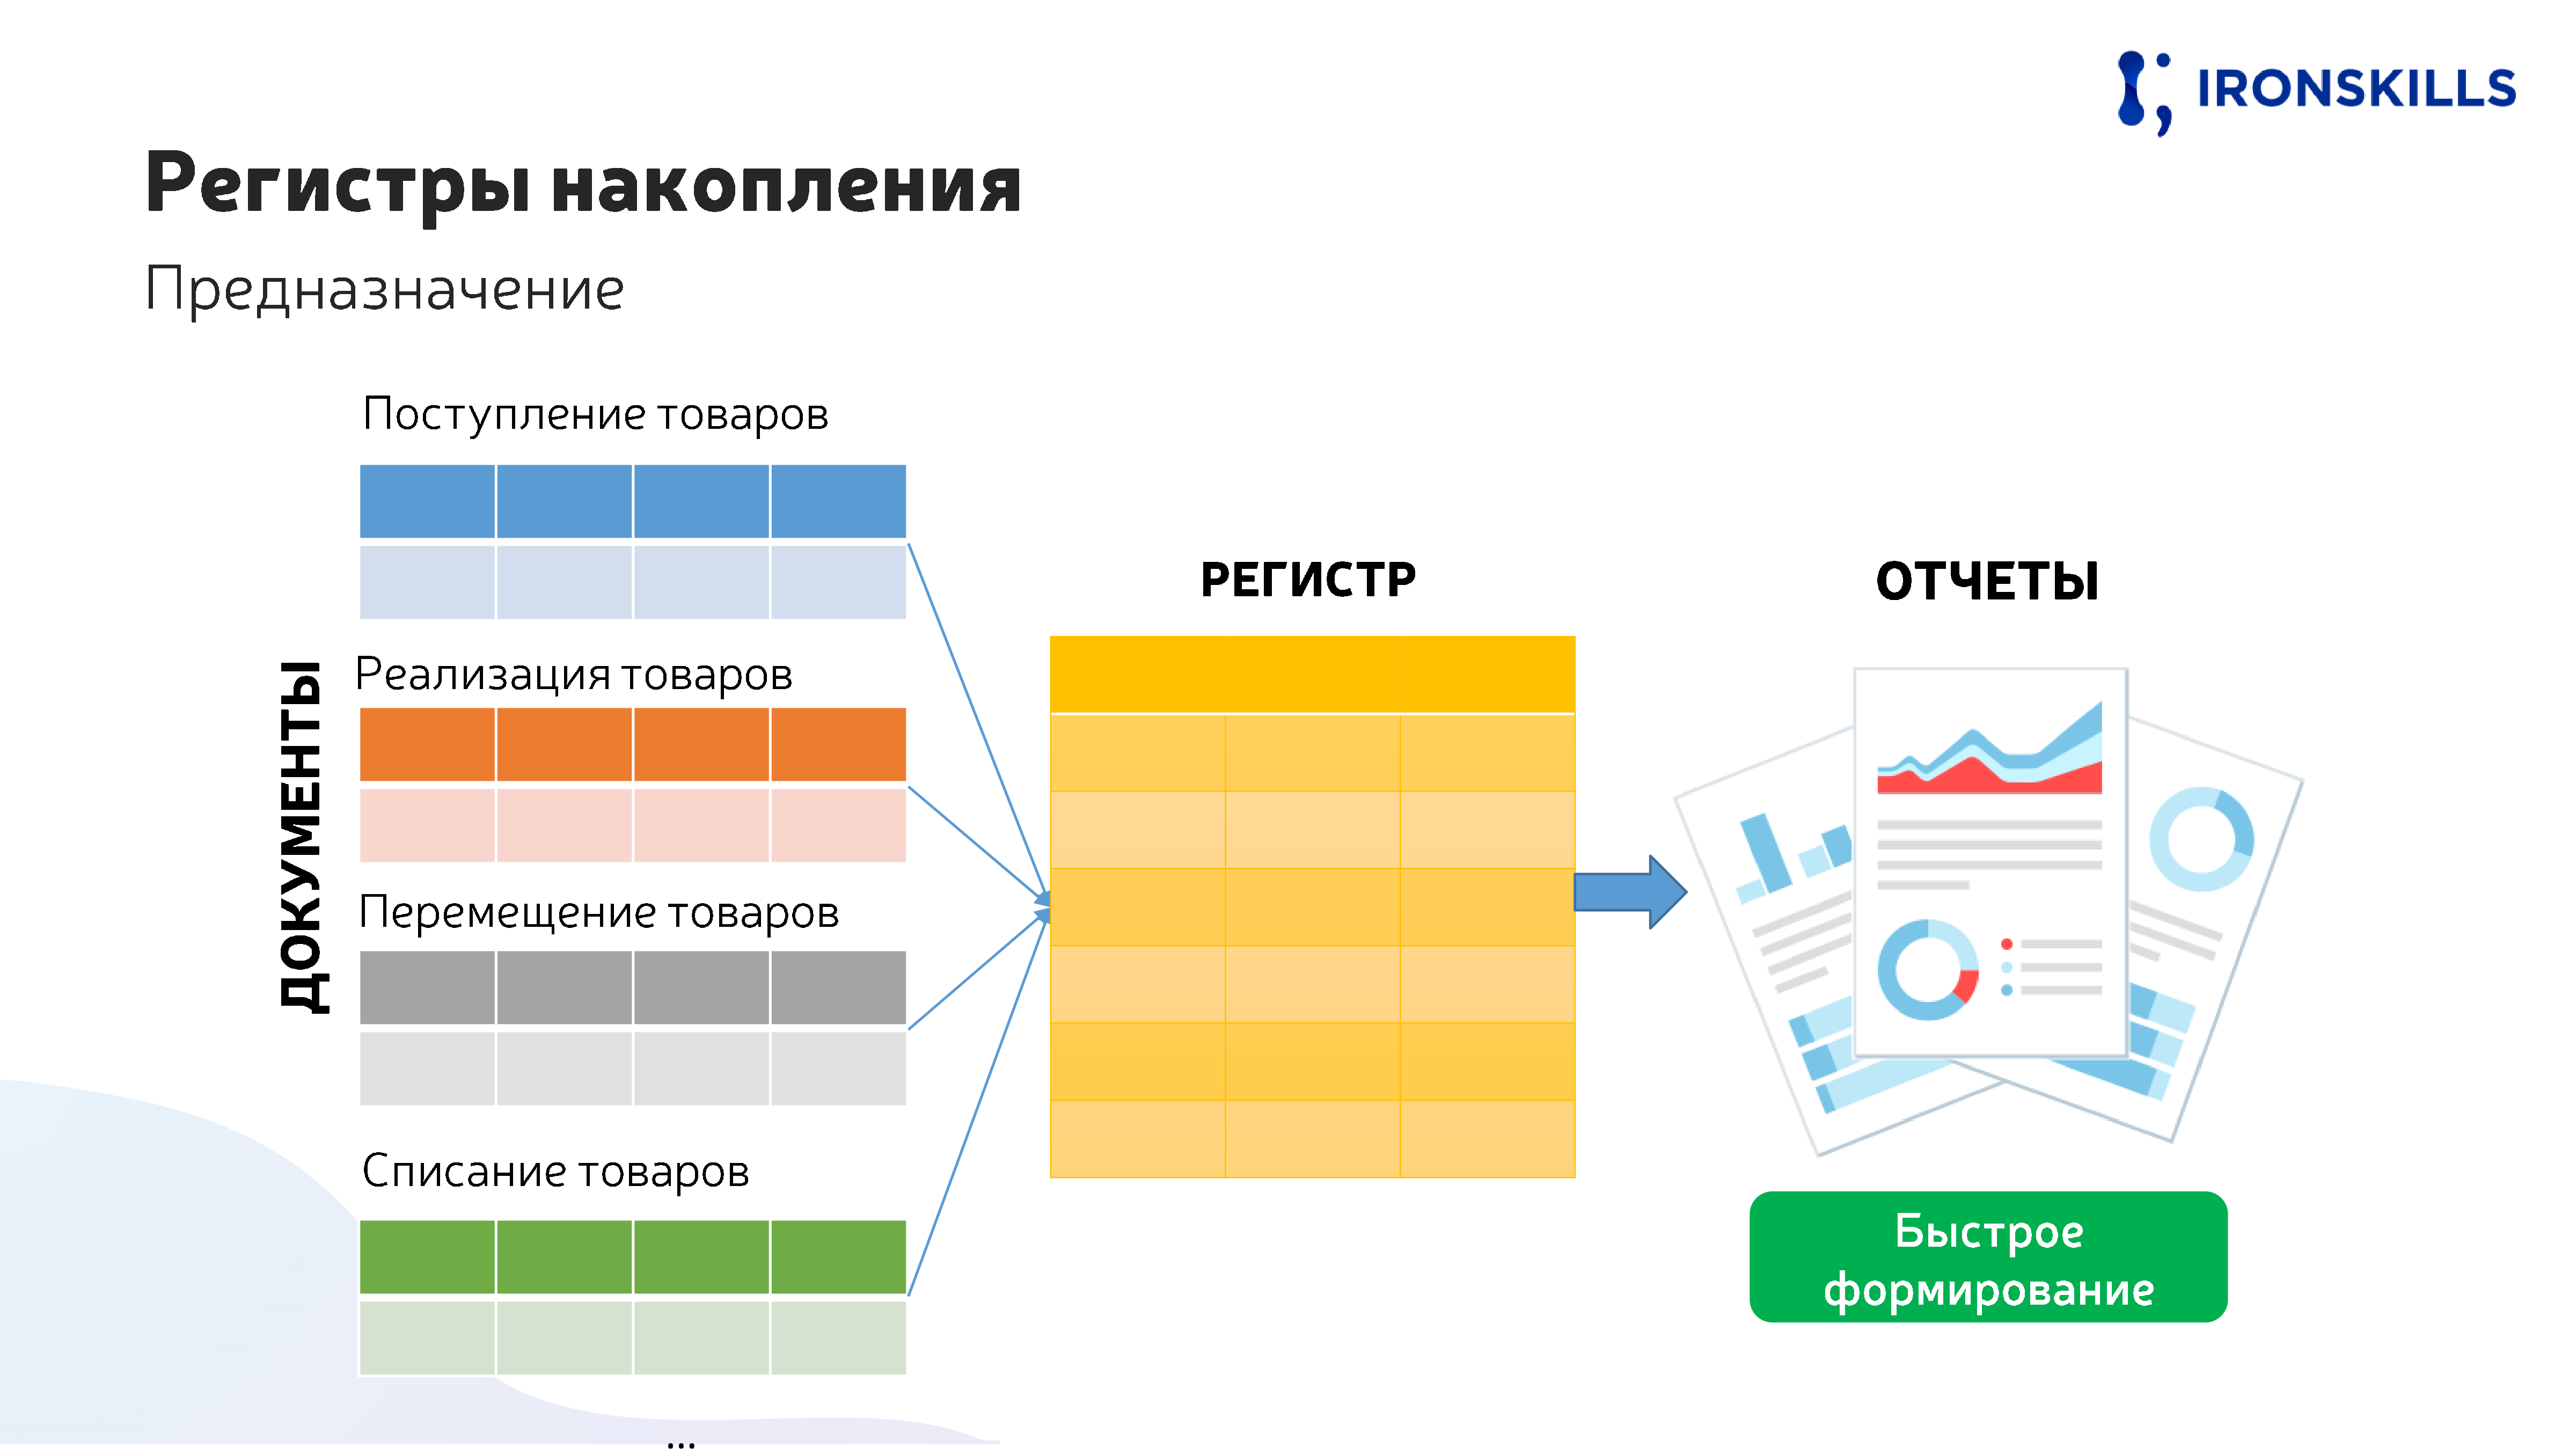 IRONSKILLS
Регистры накопления
Предназначение
ДОКУМЕНТЫ
Поступление товаров
Реализация товаров
Перемещение товаров
Списание товаров
...
РЕГИСТР
ОТЧЕТЫ
Быстрое
формирование